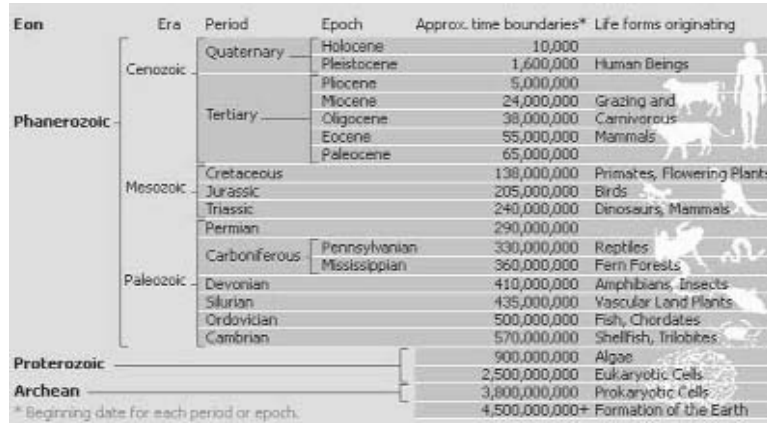 Eon Era Period Epoch Approx. time boundaries* Life forms originating
Holocene 10,000
Quaternary
Pleistocene 1,600,000 Human Beings
Cenozoic
Pliocene 5,000,000
Miocene 24,000,000 Grazing and
Phanerozoic Tertiary Oligocene 38,000,000 Carnivorous
Eocene 55,000,000 Mammals
Paleocene 65,000,000
Cretaceous 138,000,000 Primates, Flowering Plants
Mesozoic Jurassic 205,000,000 Birds
Triassic 240,000,000 Dinosaurs, Mammals
Permian 290,000,000
Pennsylvanian 330,000,000 Reptiles
Carboniferous
Mississippian 360,000,000 Fern Forests
Paleozoic Devonian 410,000,000 Amphibians, Insects
Silurian 435,000,000 Vascular Land Plants
Ordovician 500,000,000 Fish, Chordates
Cambrian 570,000,000 Shellfish, Trilobites
Proterozoic 900,000,000 Algae
2,500,000,000 Eukaryotic Cells
Archean 3,800,000,000 Prokaryotic Cells
* Beginning date for each period or epoch. 4,500,000,000+ Formation of the Earth